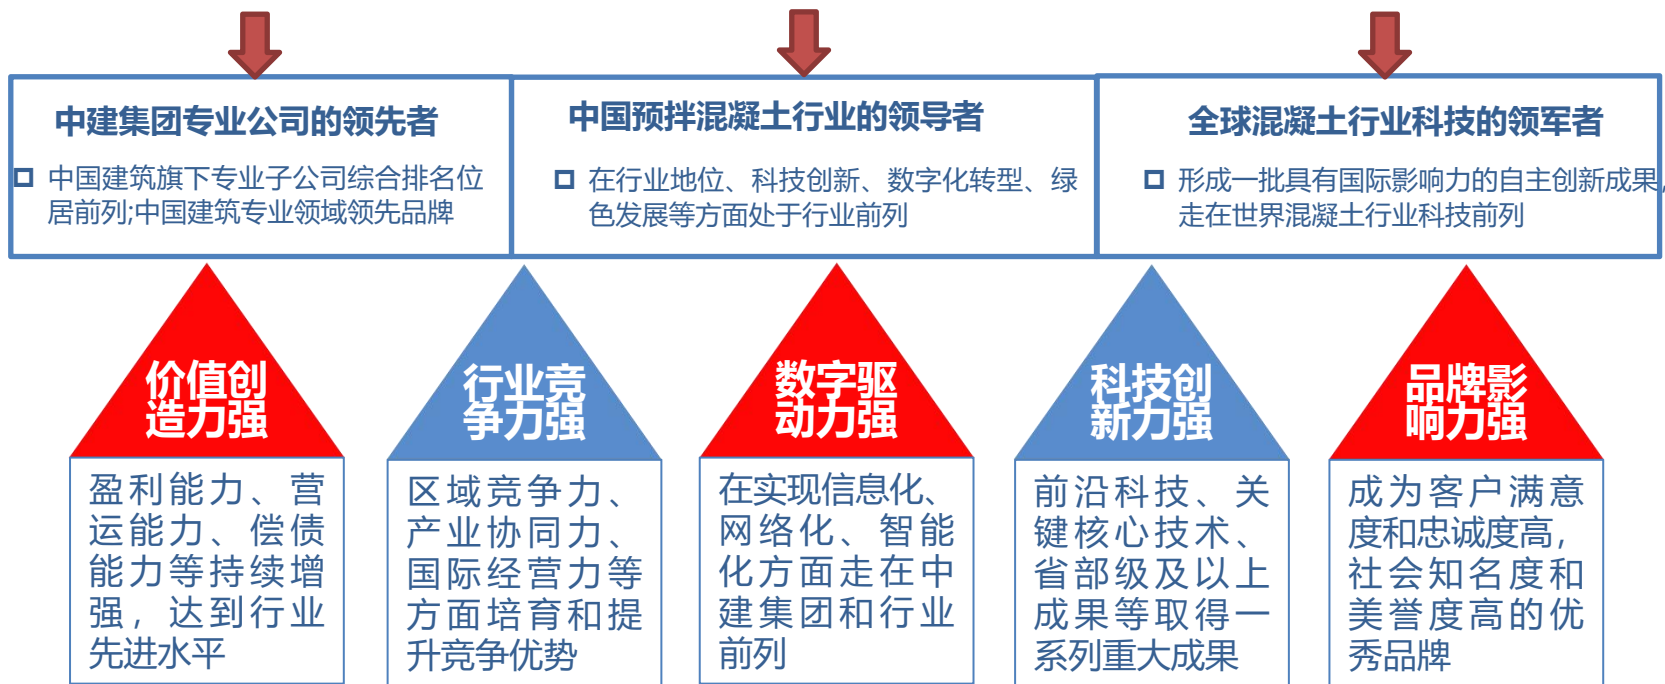 中建集团专业公司的领先者
中国建筑旗下专业子公司综合排名位
居前列;中国建筑专业领域领先品牌
中国预拌混凝土行业的领导者
在行业地位、科技创新、数字化转型、绿
色发展等方面处于行业前列
全球混凝土行业科技的领军者
形成一批具有国际影响力的自主创新成果,
走在世界混凝土行业科技前列
价值创
造力强
盈利能力、营
运能力、偿债
能力等持续增
强，达到行业
先进水平
行业竞
争力强
区域竞争力、
产业协同力、
国际经营力等
方面培育和提
升竞争优势
数字驱
动力强
在实现信息化、
网络化、智能
化方面走在中
建集团和行业
前列
科技创
新力强
前沿科技、关
键核心技术、
省部级及以上
成果等取得一
系列重大成果
品牌影
响力强
成为客户满意
度和忠诚度高，
社会知名度和
美誉度高的优
秀品牌